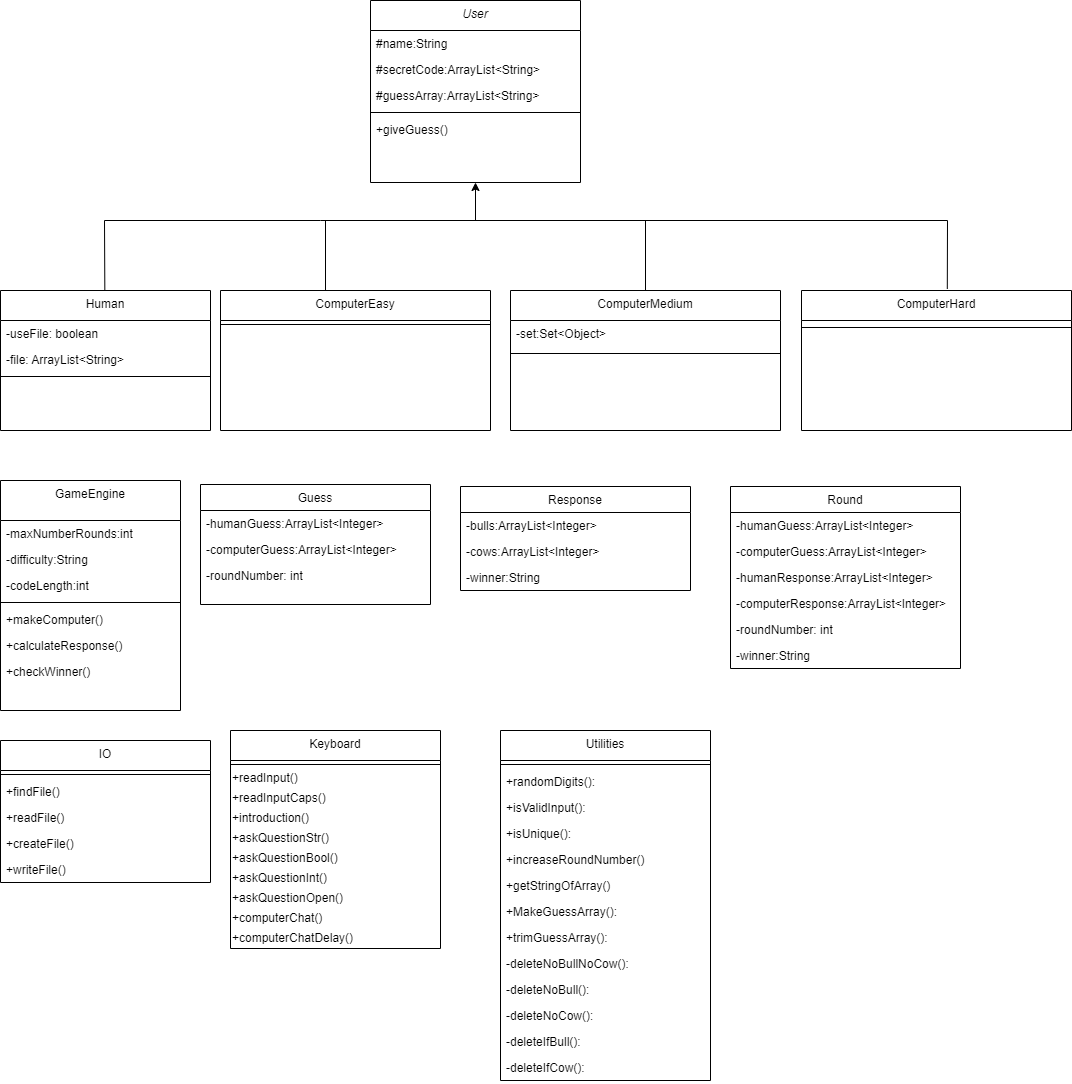 User
#name:String
#secretCode:ArrayList<String>
#guessArray:ArrayList<String>
+giveGuess()
Human
-useFile: boolean
-file: ArrayList<String>
ComputerEasy
ComputerMedium
-set:Set<Object>
ComputerHard
GameEngine
-maxNumberRounds:int
-difficulty:String
-codeLength:int
+makeComputer()
+calculateResponse()
+checkWinner()
Guess
-humanGuess:ArrayList<Integer>
-computerGuess:ArrayList<Integer>
-roundNumber: int
Response
-bulls:ArrayList<Integer>
-cows:ArrayList<Integer>
-winner:String
Round
-humanGuess:ArrayList<Integer>
-computerGuess:ArrayList<Integer>
-humanResponse:ArrayList<Integer>
-computerResponse:ArrayList<Integer>
-roundNumber: int
-winner:String
IO
+findFile()
+readFile()
+createFile()
+writeFile()
Keyboard
+readInput()
+readInputCaps()
+introduction()
+askQuestionStr()
+askQuestionBool()
+askQuestionInt()
+askQuestionOpen()
+computerChat()
+computerChatDelay()
Utilities
+randomDigits():
+isValidInput():
+isUnique():
+increaseRoundNumber()
+getStringOfArray()
+MakeGuessArray():
+trimGuessArray():
-deleteNoBullNoCow():
-deleteNoBull():
-deleteNoCow():
-deleteIfBull():
-deleteIfCow():